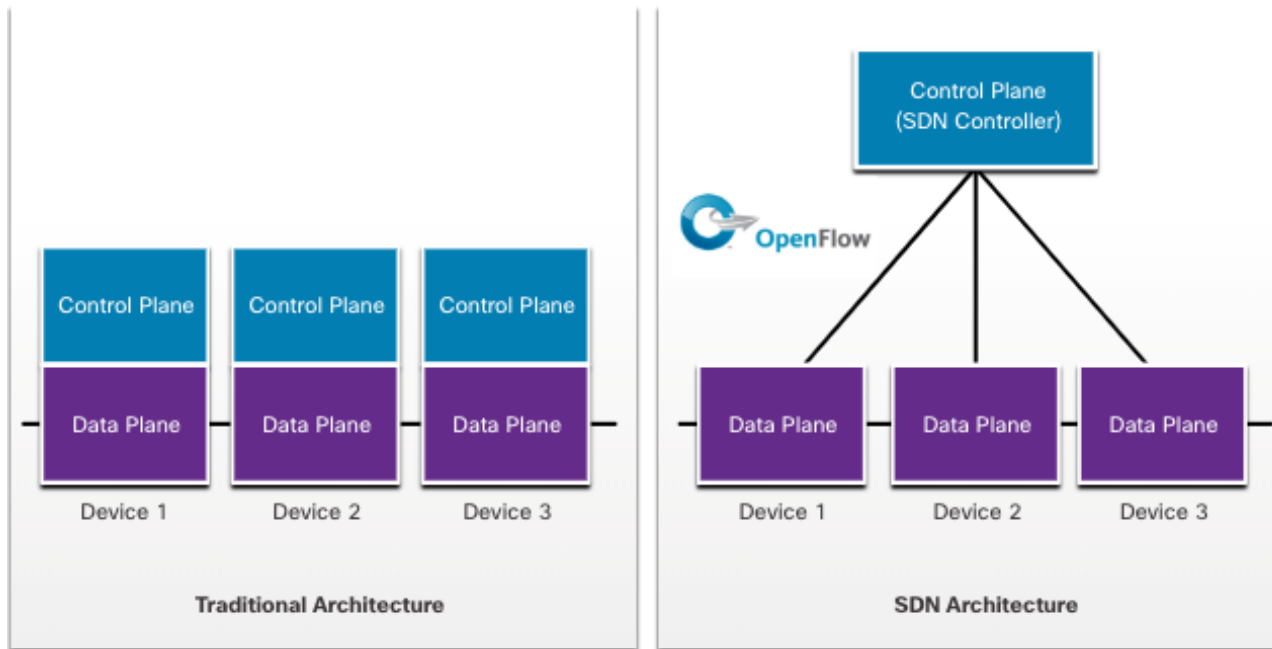 Control Plane
Control Plane
Control Plane
Data Plane
Data Plane
Data Plane
Device 1
Device 2
Device 3
Traditional Architecture
Control Plane
(SDN Controller)
OpenFlow
Data Plane
Data Plane
Data Plane
Device 1
Device 2
Device 3
SDN Architecture